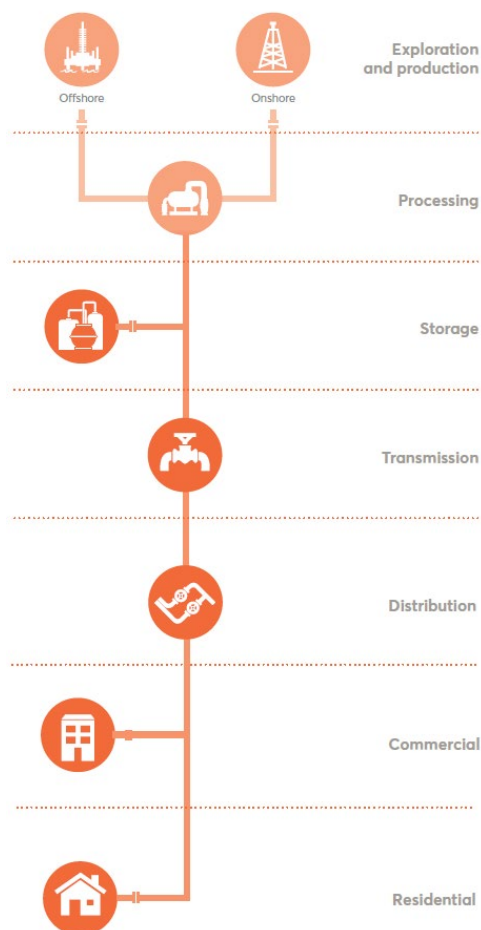 Offshore
Onshore
Exploration
and production
Processing
Storage
Transmission
Distribution
Commercial
Residential